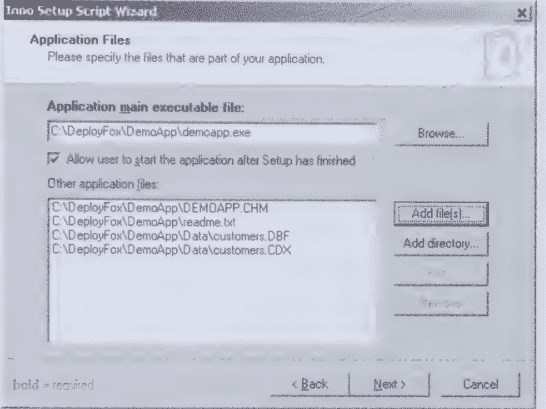 Inno Setup Script Wizard
Application Files
Please specify the files that are part of your application.
Application main executable file:
C:\DeployFox\DemoApp\demoapp.exe
Browse...
Allow user to start the application after Setup has finished
Other application files:
C:\DeployFox\DemoApp\DEMOAPP.CHM
C:\DeployFox\DemoApp\readme.txt
C:\DeployFox\DemoApp\Data\customers.DBF
C:\DeployFox\DemoApp\Data\customers.CDX
Add file(s)...
Add directory...
bold = required
< Back
Next >
Cancel